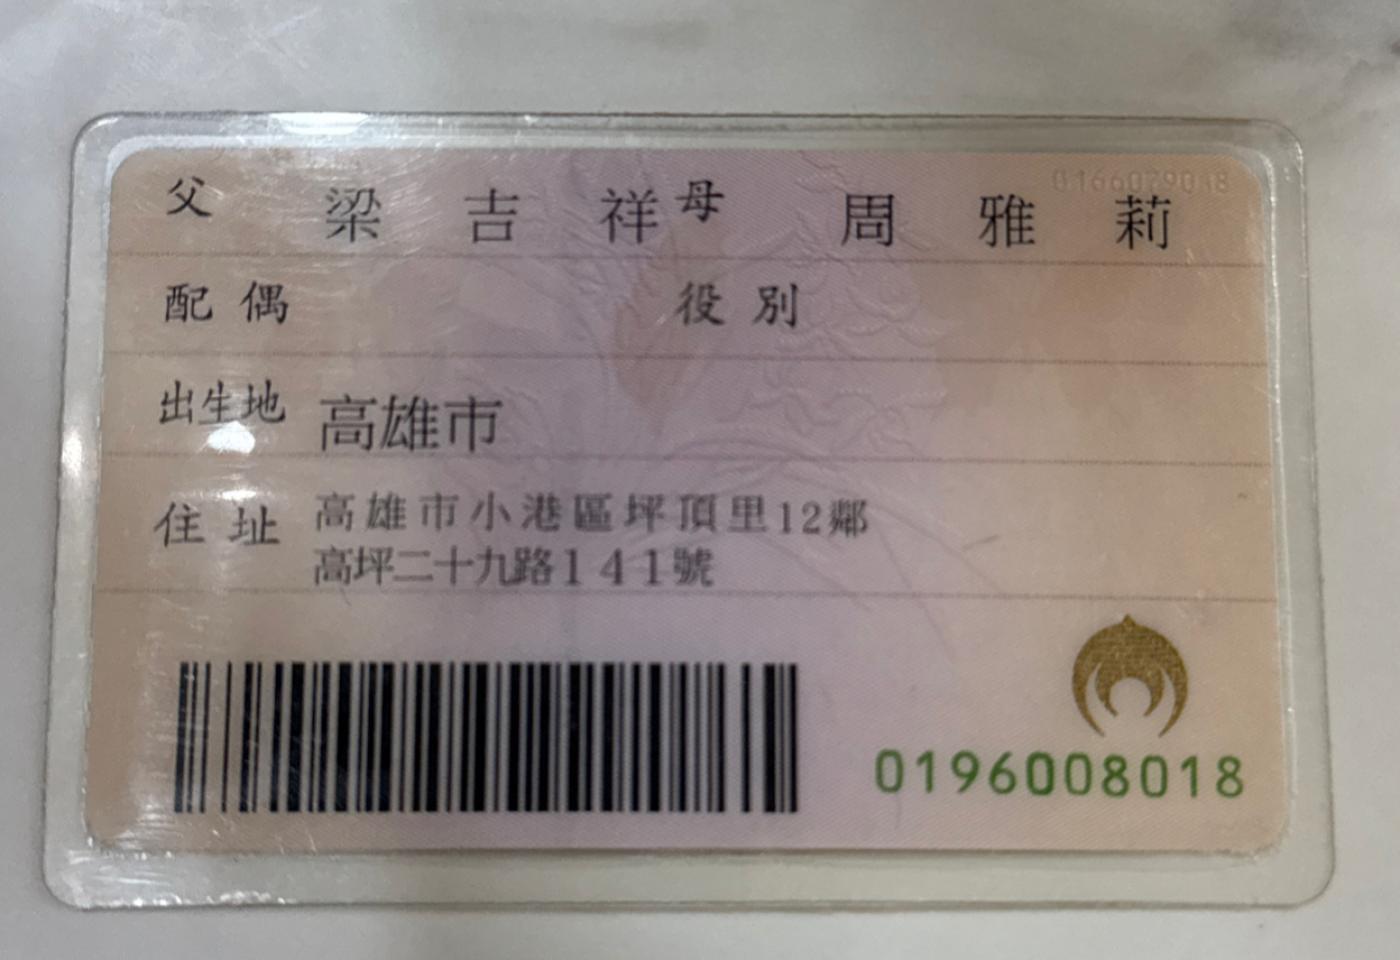 父 梁吉祥 母 周雅莉
配偶 役別
出生地 高雄市
住址 高雄市小港區坪頂里12鄰
高坪二十九路141號
0196008018